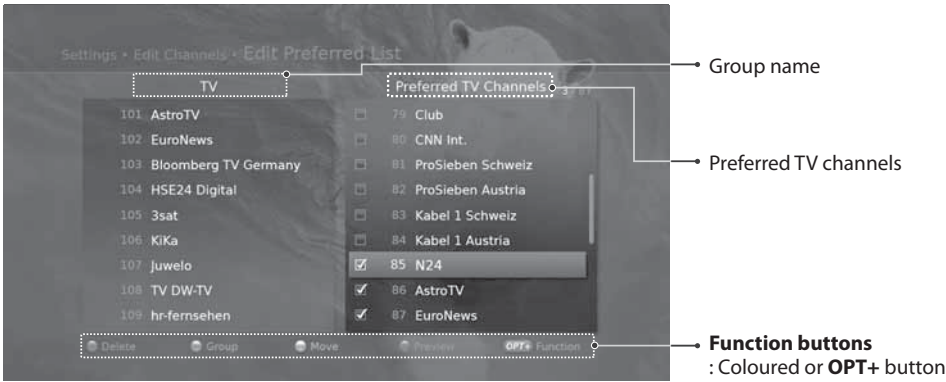 Settings • Edit Channels • Edit Preferred List
TV
101 AstroTV
102 EuroNews
103 Bloomberg TV Germany
104 HSE24 Digital
105 3sat
106 KiKa
107 Juwelo
108 TV DW-TV
109 hr-fernsehen
Preferred TV Channels
3 / 87
79 Club
80 CNN Int.
81 ProSieben Schweiz
82 ProSieben Austria
83 Kabel 1 Schweiz
84 Kabel 1 Austria
85 N24
86 AstroTV
87 EuroNews
Delete Group Move Preview OPT+ Function
Group name
Preferred TV channels
Function buttons
: Coloured or OPT+ button